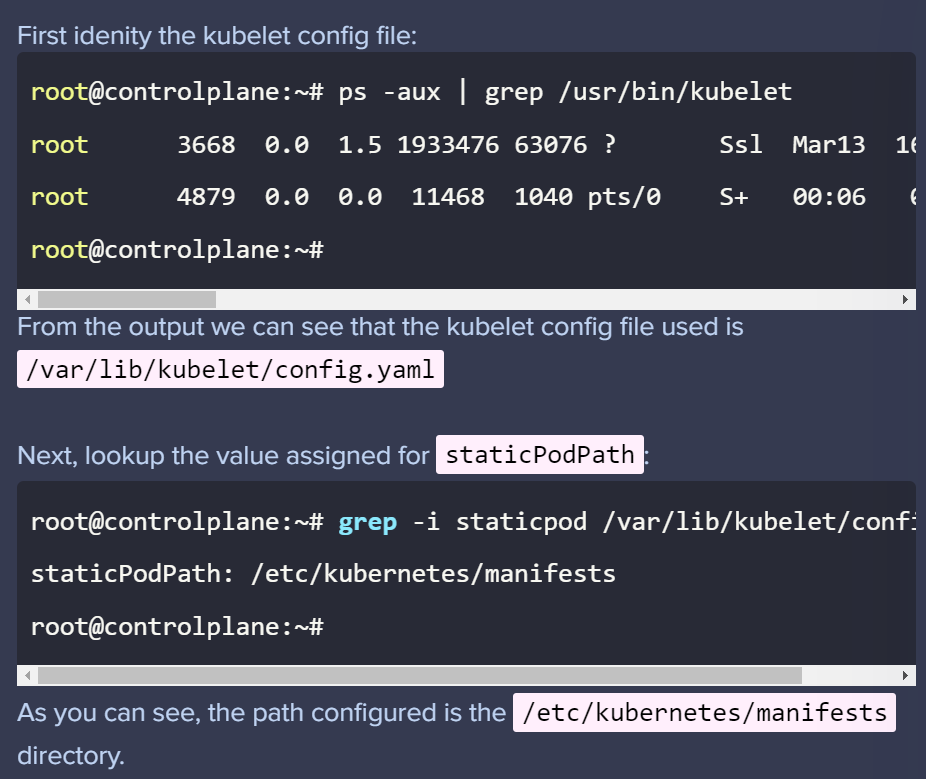 First idenity the kubelet config file:
root@controlplane:~# ps -aux | grep /usr/bin/kubelet
root 3668 0.0 1.5 1933476 63076 ? Ssl Mar13
root 4879 0.0 0.0 11468 1040 pts/0 S+ 00:06
root@controlplane:~#
From the output we can see that the kubelet config file used is
/var/lib/kubelet/config.yaml
Next, lookup the value assigned for staticPodPath:
root@controlplane:~# grep -i staticpod /var/lib/kubelet/confi
staticPodPath: /etc/kubernetes/manifests
root@controlplane:~#
As you can see, the path configured is the /etc/kubernetes/manifests
directory.